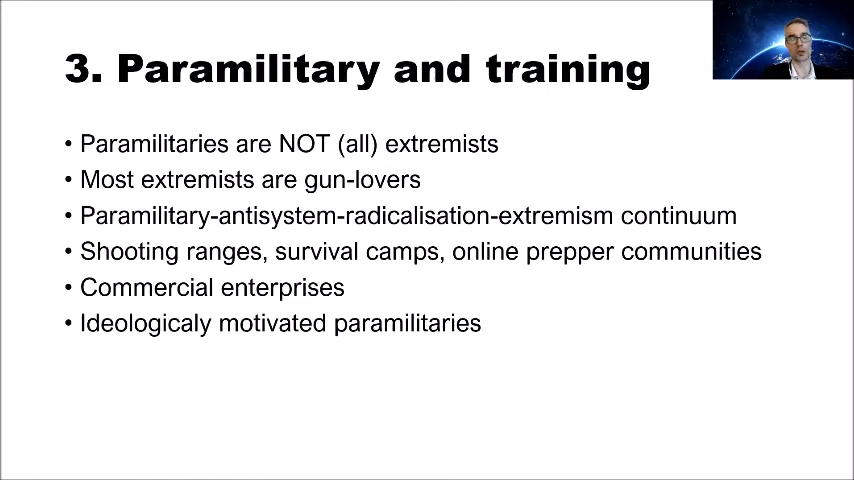 3. Paramilitary and training
• Paramilitaries are NOT (all) extremists
• Most extremists are gun-lovers
• Paramilitary-antisystem-radicalisation-extremism continuum
• Shooting ranges, survival camps, online prepper communities
• Commercial enterprises
• Ideologicaly motivated paramilitaries